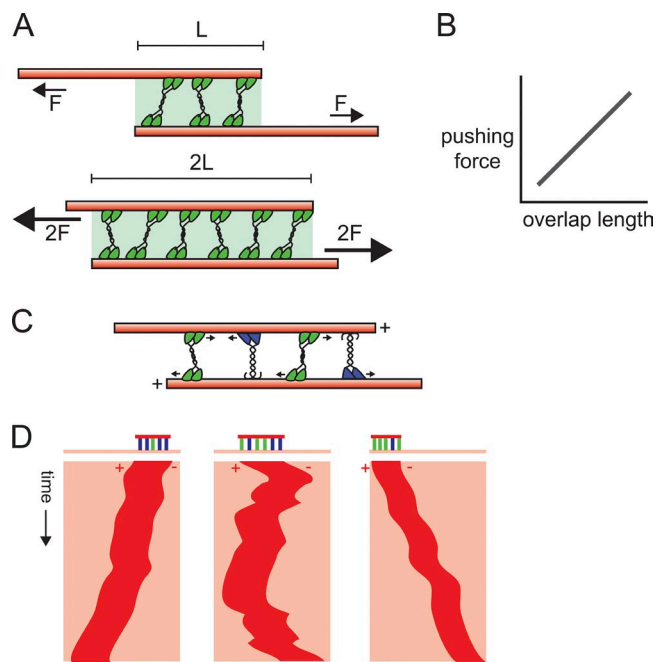 A
L
F
F
2L
2F
2F
B
pushing
force
overlap length
C
+
+
D
time
+ -
+ -
+ -